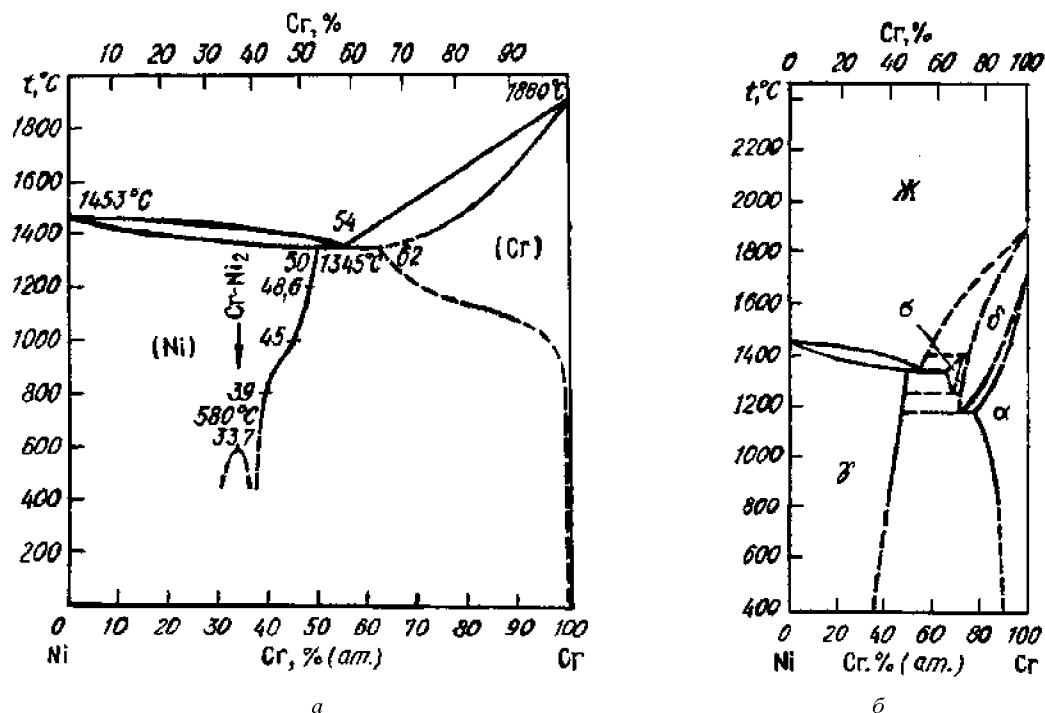 Cr,%
10 20 30 40 50 60 70 80 90
t,°C
1880°C
1800
1600
1453°C
1400
54
50 1345°C 62
(Cr)
1200
48,6
Cr-Ni2
1000
45
(Ni)
800
39
580°C
600
33,7
400
200
0 10 20 30 40 50 60 70 80 90 100
Ni Cr, % (ат.) Cr
а
Cr,%
0 20 40 60 80 100
t,°C
2200
2000
Ж
1800
1600
σ δ
1400
1200
α
1000
γ
800
600
400
0 20 40 60 80 100
Ni Cr.% (ат.) Cr
б